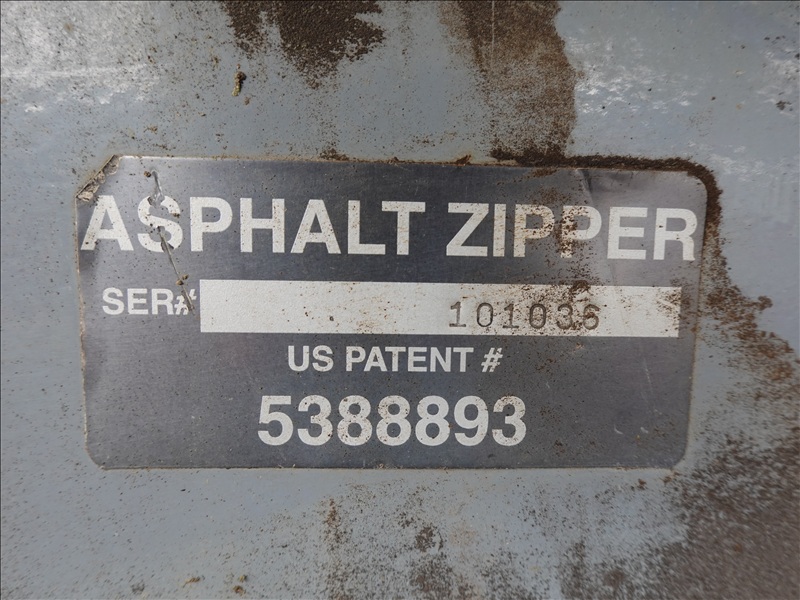 ASPHALT ZIPPER
SER# 101036
US PATENT #
5388893